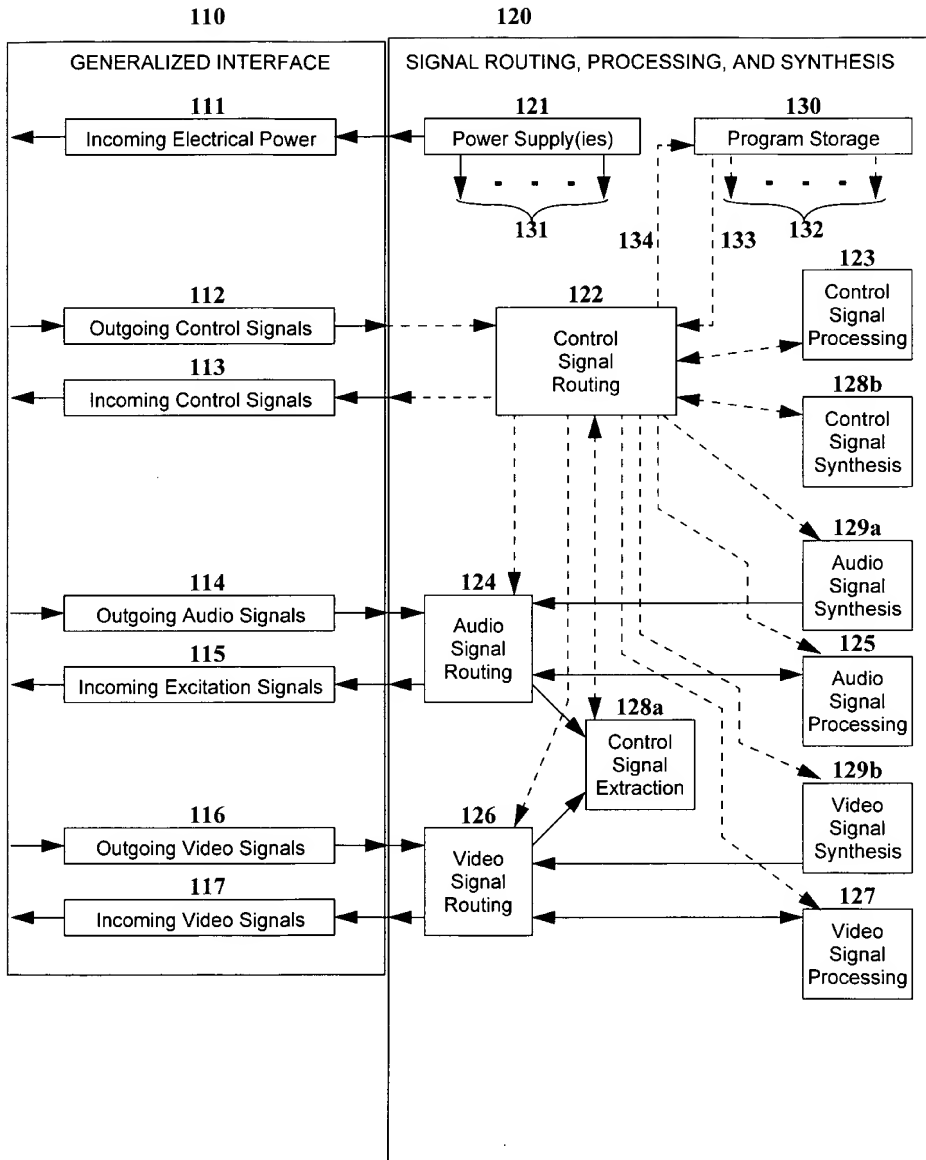 110
120
GENERALIZED INTERFACE
SIGNAL ROUTING, PROCESSING, AND SYNTHESIS
111
Incoming Electrical Power
121
Power Supply(ies)
130
Program Storage
131
134
133
132
112
Outgoing Control Signals
113
Incoming Control Signals
122
Control
Signal
Routing
123
Control
Signal
Processing
128b
Control
Signal
Synthesis
129a
Audio
Signal
Synthesis
114
Outgoing Audio Signals
115
Incoming Excitation Signals
124
Audio
Signal
Routing
125
Audio
Signal
Processing
128a
Control
Signal
Extraction
129b
Video
Signal
Synthesis
116
Outgoing Video Signals
117
Incoming Video Signals
126
Video
Signal
Routing
127
Video
Signal
Processing